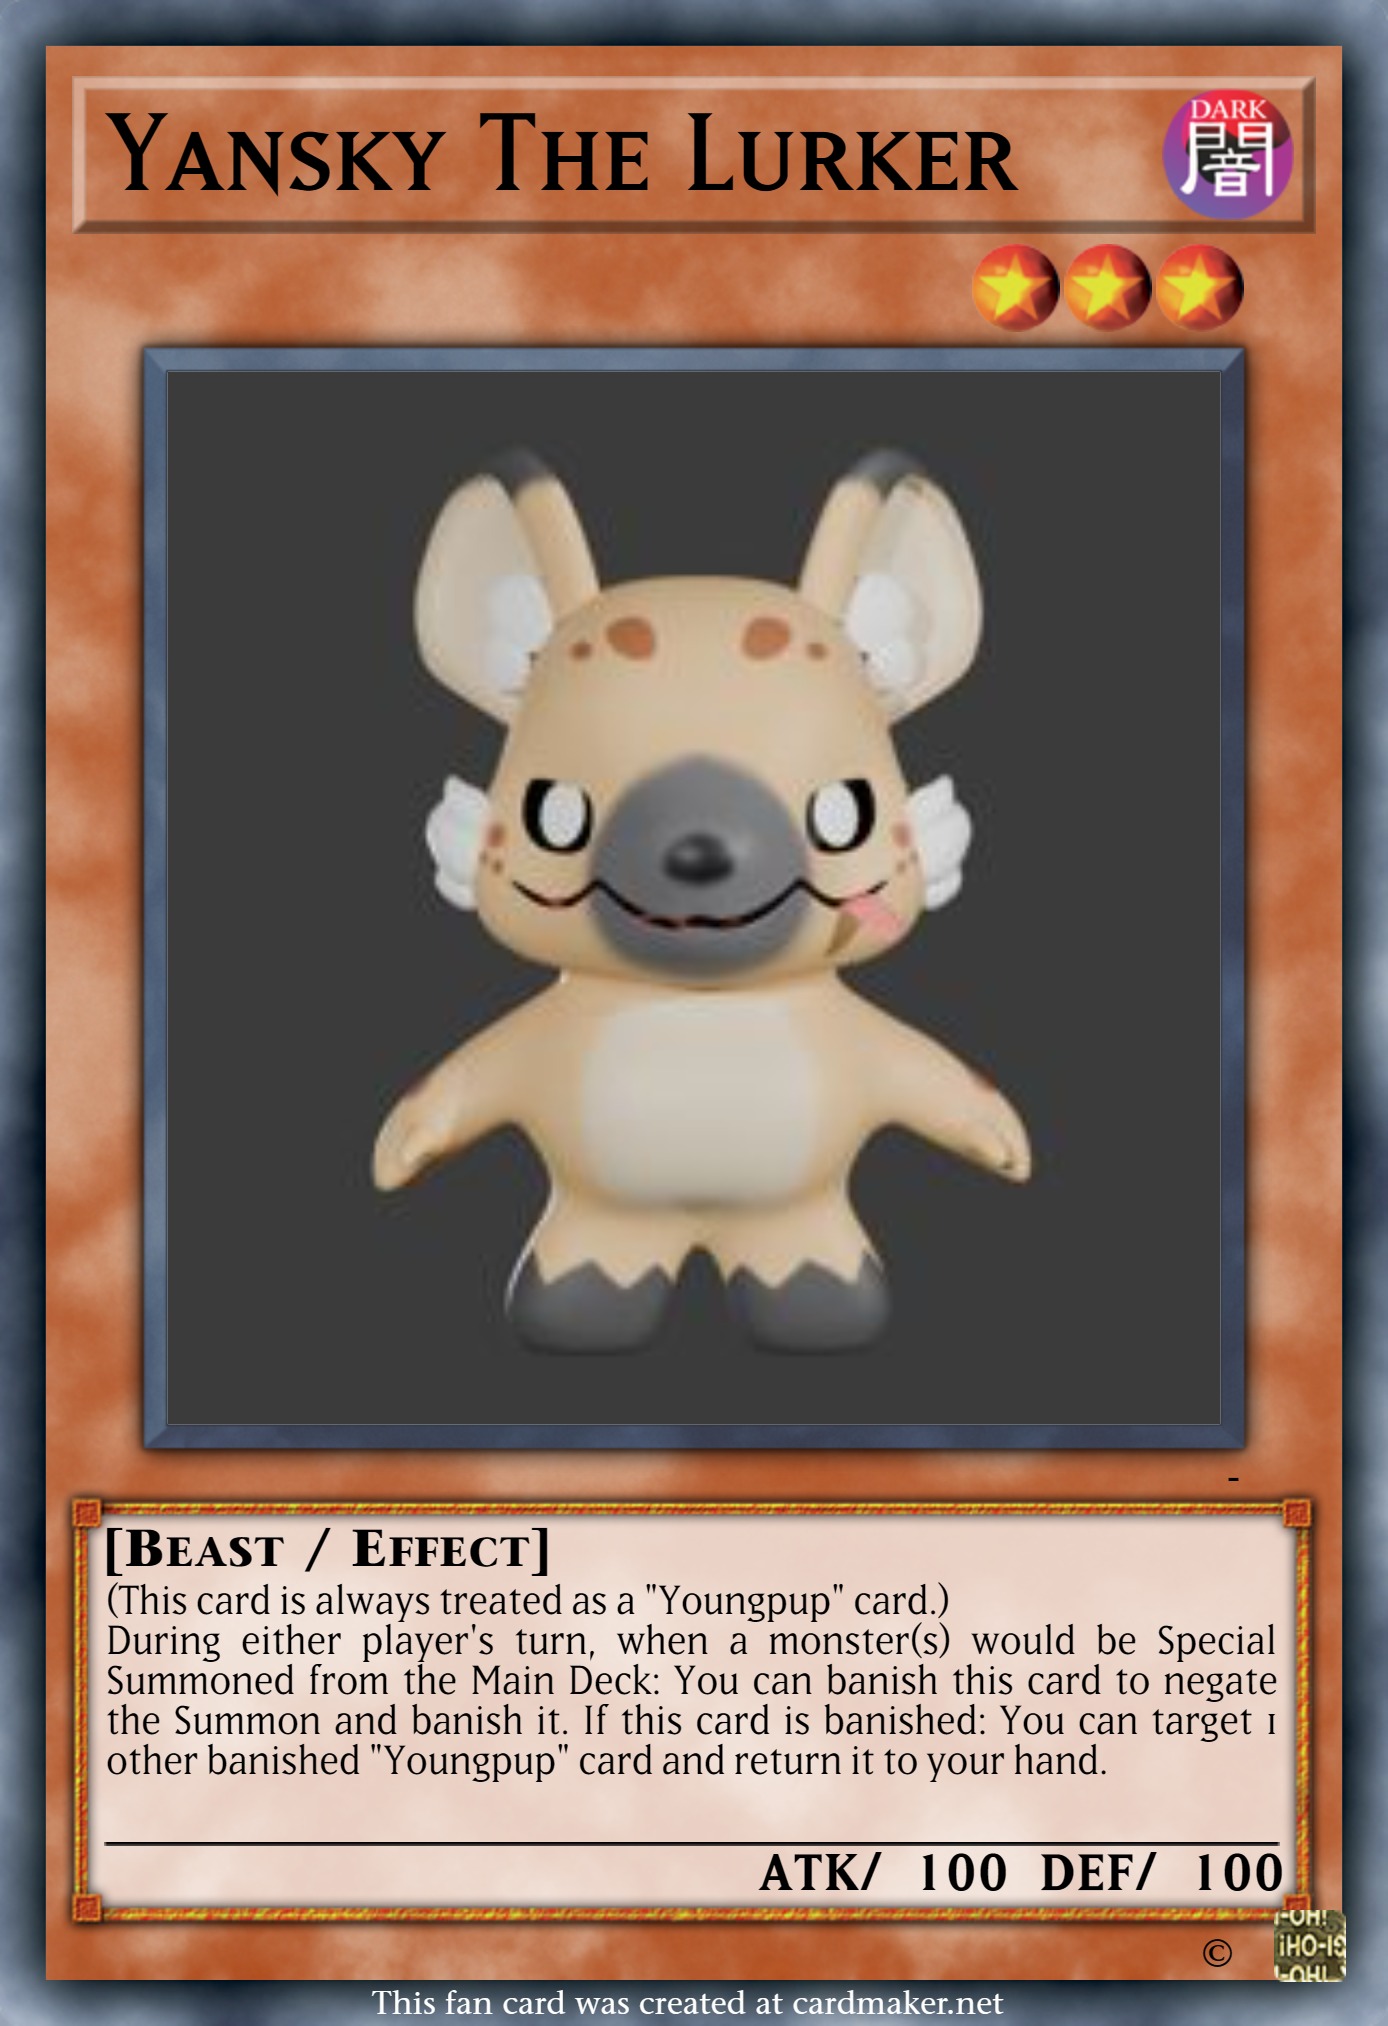 Yansky The Lurker
DARK
闇
-
[Beast / Effect]
(This card is always treated as a "Youngpup" card.)
During either player's turn, when a monster(s) would be Special
Summoned from the Main Deck: You can banish this card to negate
the Summon and banish it. If this card is banished: You can target 1
other banished "Youngpup" card and return it to your hand.
ATK/ 100 DEF/ 100
©
-OH!
This fan card was created at cardmaker.net